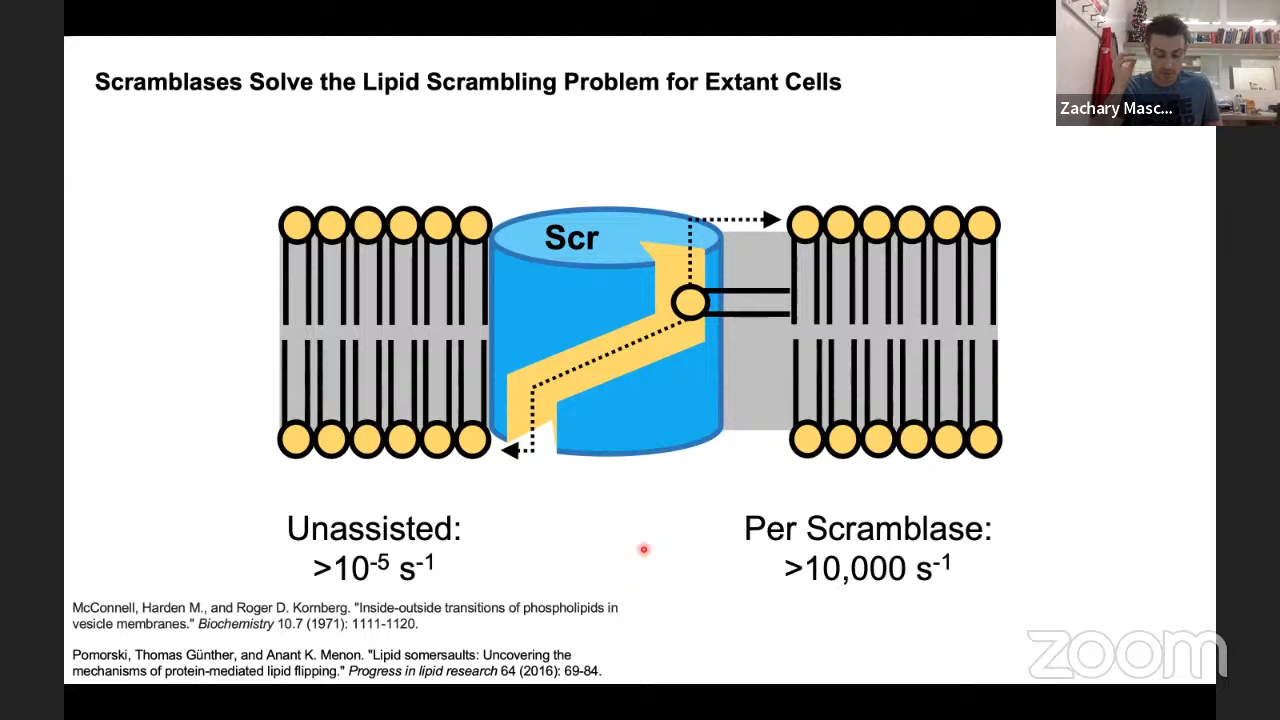 Scramblases Solve the Lipid Scrambling Problem for Extant Cells
Zachary Masc...
Scr
Unassisted:
>10⁻⁵ s⁻¹
Per Scramblase:
>10,000 s⁻¹
McConnell, Harden M., and Roger D. Kornberg. "Inside-outside transitions of phospholipids in
vesicle membranes." Biochemistry 10.7 (1971): 1111-1120.
Pomorski, Thomas Günther, and Anant K. Menon. "Lipid somersaults: Uncovering the
mechanisms of protein-mediated lipid flipping." Progress in lipid research 64 (2016): 69-84.
zoom